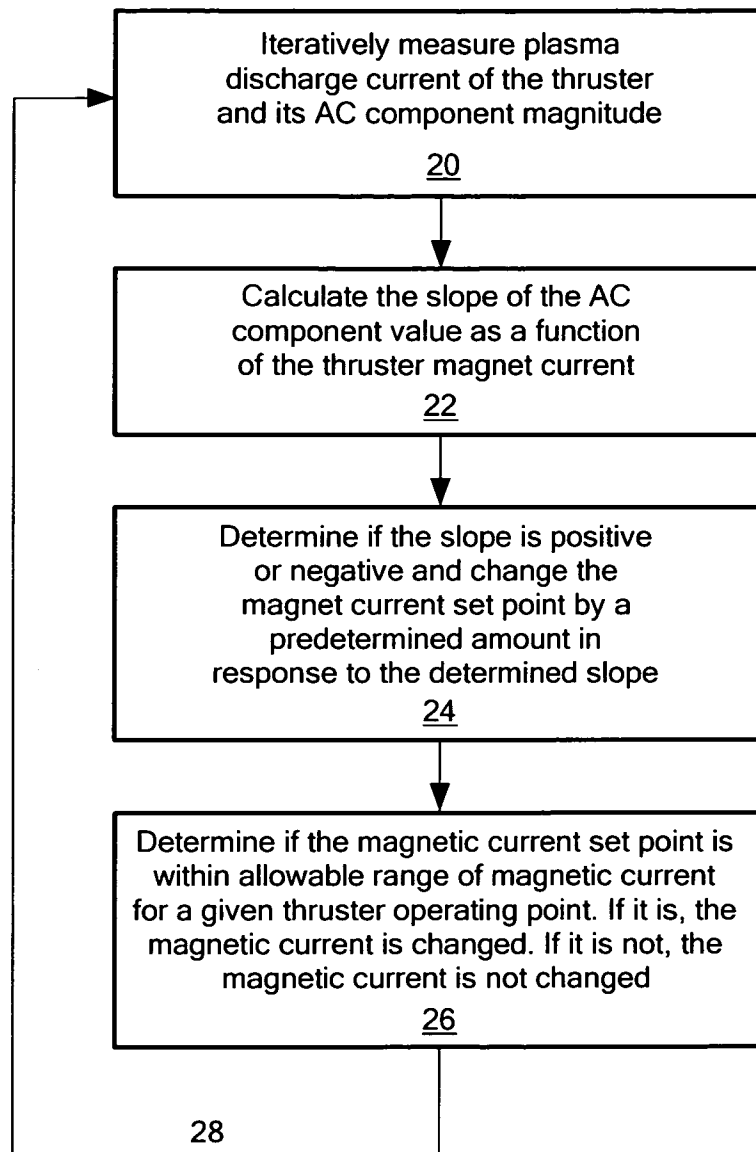 Iteratively measure plasma
discharge current of the thruster
and its AC component magnitude
20
Calculate the slope of the AC
component value as a function
of the thruster magnet current
22
Determine if the slope is positive
or negative and change the
magnet current set point by a
predetermined amount in
response to the determined slope
24
Determine if the magnetic current set point is
within allowable range of magnetic current
for a given thruster operating point. If it is, the
magnetic current is changed. If it is not, the
magnetic current is not changed
26
28